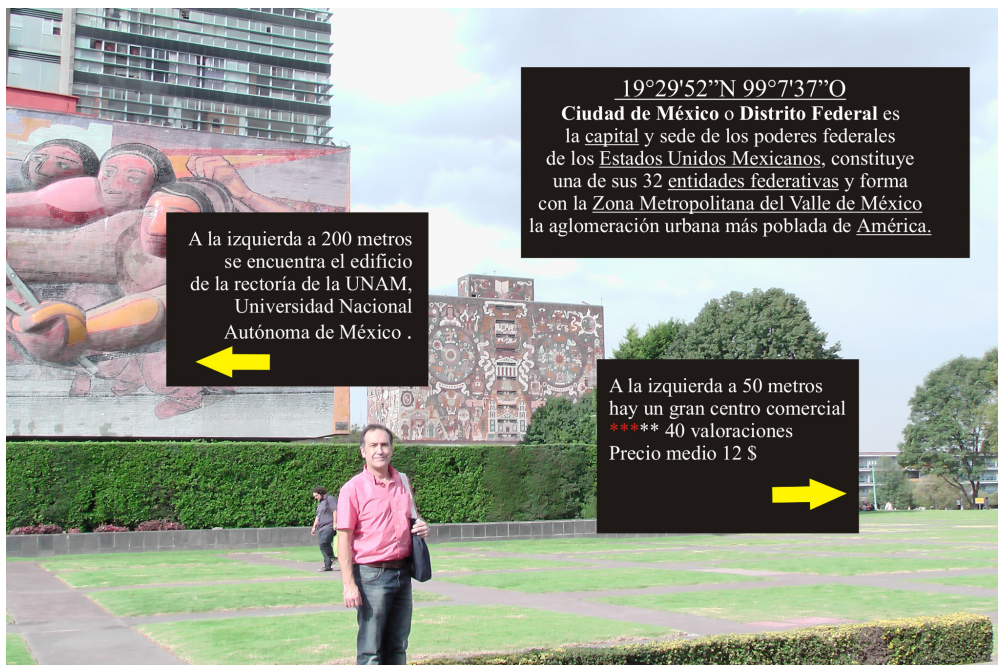 19°29'52”N 99°7'37”O
Ciudad de México o Distrito Federal es
la capital y sede de los poderes federales
de los Estados Unidos Mexicanos, constituye
una de sus 32 entidades federativas y forma
con la Zona Metropolitana del Valle de México
la aglomeración urbana más poblada de América.
A la izquierda a 200 metros
se encuentra el edificio
de la rectoría de la UNAM,
Universidad Nacional
Autónoma de México .
A la izquierda a 50 metros
hay un gran centro comercial
***** 40 valoraciones
Precio medio 12 $